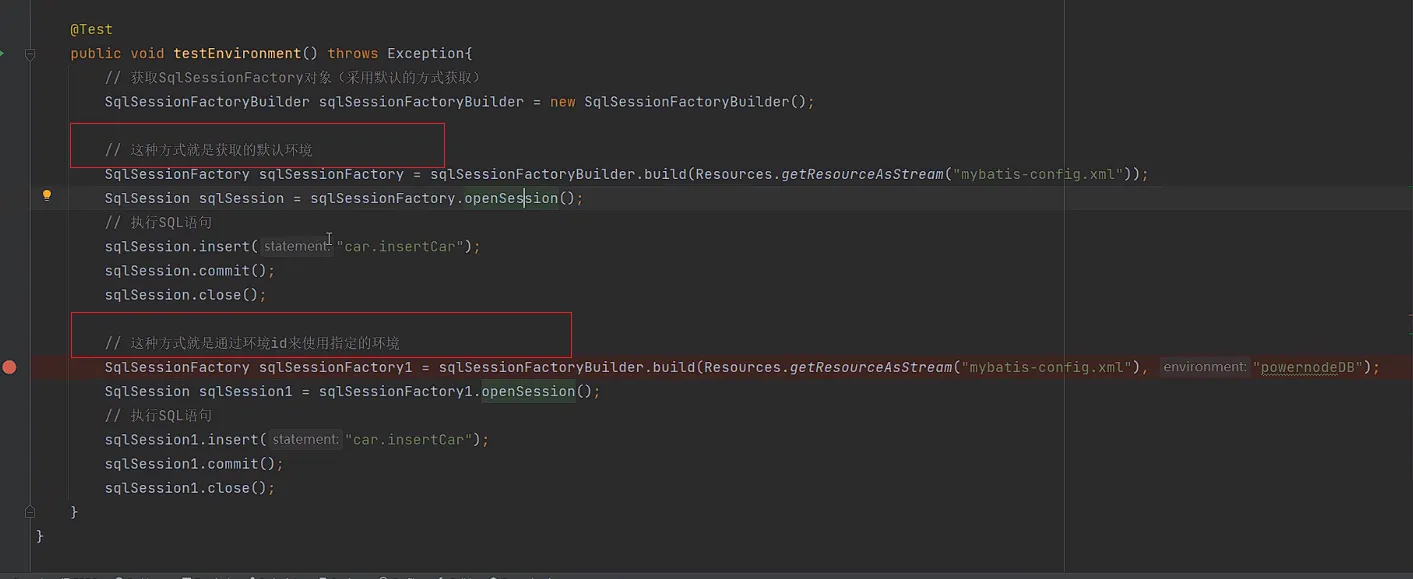 @Test
public void testEnvironment() throws Exception{
// 获取SqlSessionFactory对象（采用默认的方式获取）
SqlSessionFactoryBuilder sqlSessionFactoryBuilder = new SqlSessionFactoryBuilder();
// 这种方式就是获取的默认环境
SqlSessionFactory sqlSessionFactory = sqlSessionFactoryBuilder.build(Resources.getResourceAsStream("mybatis-config.xml"));
SqlSession sqlSession = sqlSessionFactory.openSession();
// 执行SQL语句
sqlSession.insert( statement: "car.insertCar");
sqlSession.commit();
sqlSession.close();
// 这种方式就是通过环境id来使用指定的环境
SqlSessionFactory sqlSessionFactory1 = sqlSessionFactoryBuilder.build(Resources.getResourceAsStream("mybatis-config.xml"), environment: "powernodeDB");
SqlSession sqlSession1 = sqlSessionFactory1.openSession();
// 执行SQL语句
sqlSession1.insert( statement: "car.insertCar");
sqlSession1.commit();
sqlSession1.close();
}
}